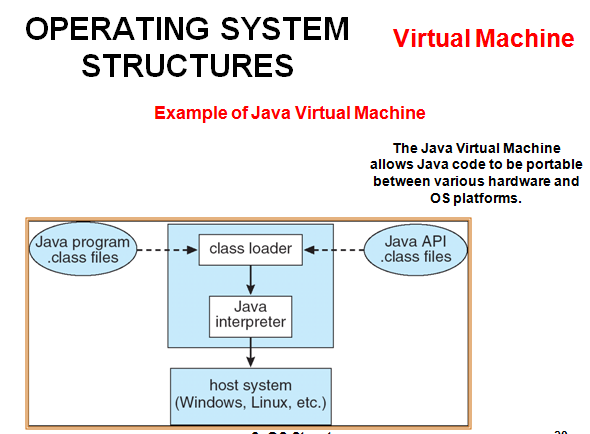 OPERATING SYSTEM
STRUCTURES
Virtual Machine
Example of Java Virtual Machine
The Java Virtual Machine
allows Java code to be portable
between various hardware and
OS platforms.
Java program
.class files
class loader
Java API
.class files
Java
interpreter
host system
(Windows, Linux, etc.)